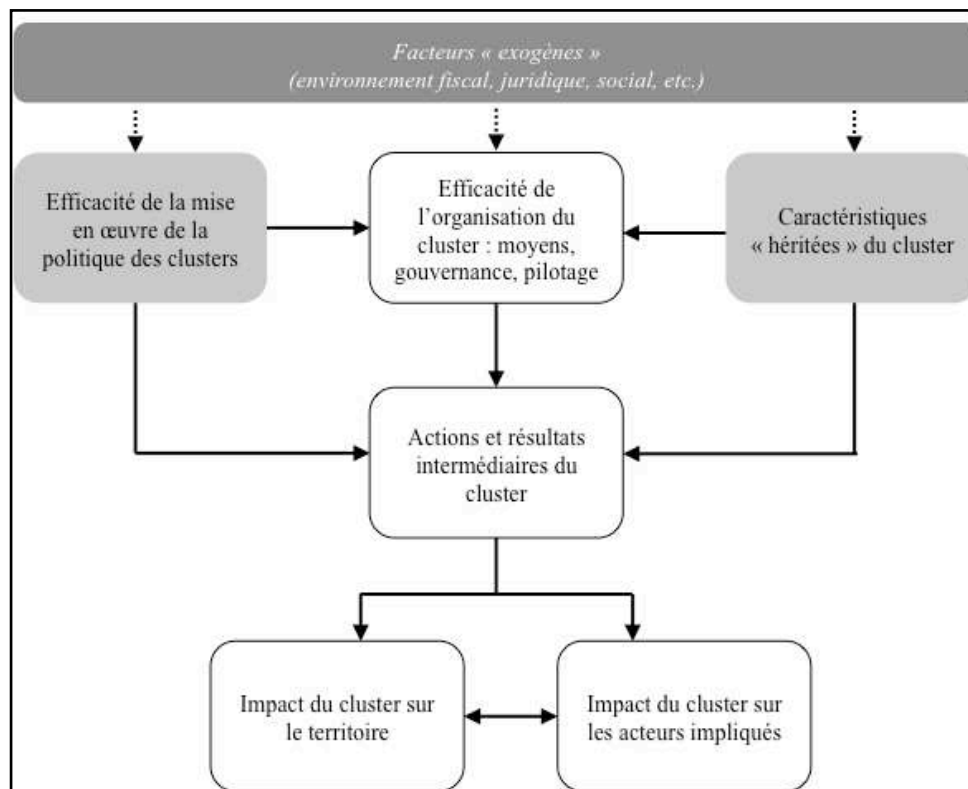 Facteurs « exogènes »
(environnement fiscal, juridique, social, etc.)
Efficacité de la mise
en œuvre de la
politique des clusters
Efficacité de
l’organisation du
cluster : moyens,
gouvernance, pilotage
Caractéristiques
« héritées » du cluster
Actions et résultats
intermédiaires du
cluster
Impact du cluster sur
le territoire
Impact du cluster sur
les acteurs impliqués